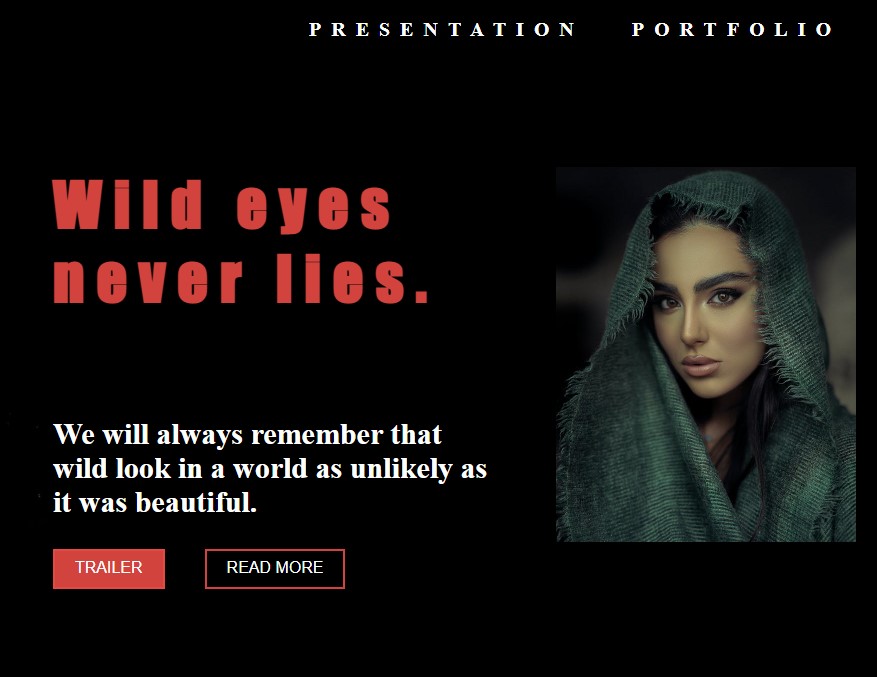 PRESENTATION PORTFOLIO
Wild eyes
never lies.
We will always remember that
wild look in a world as unlikely as
it was beautiful.
TRAILER READ MORE